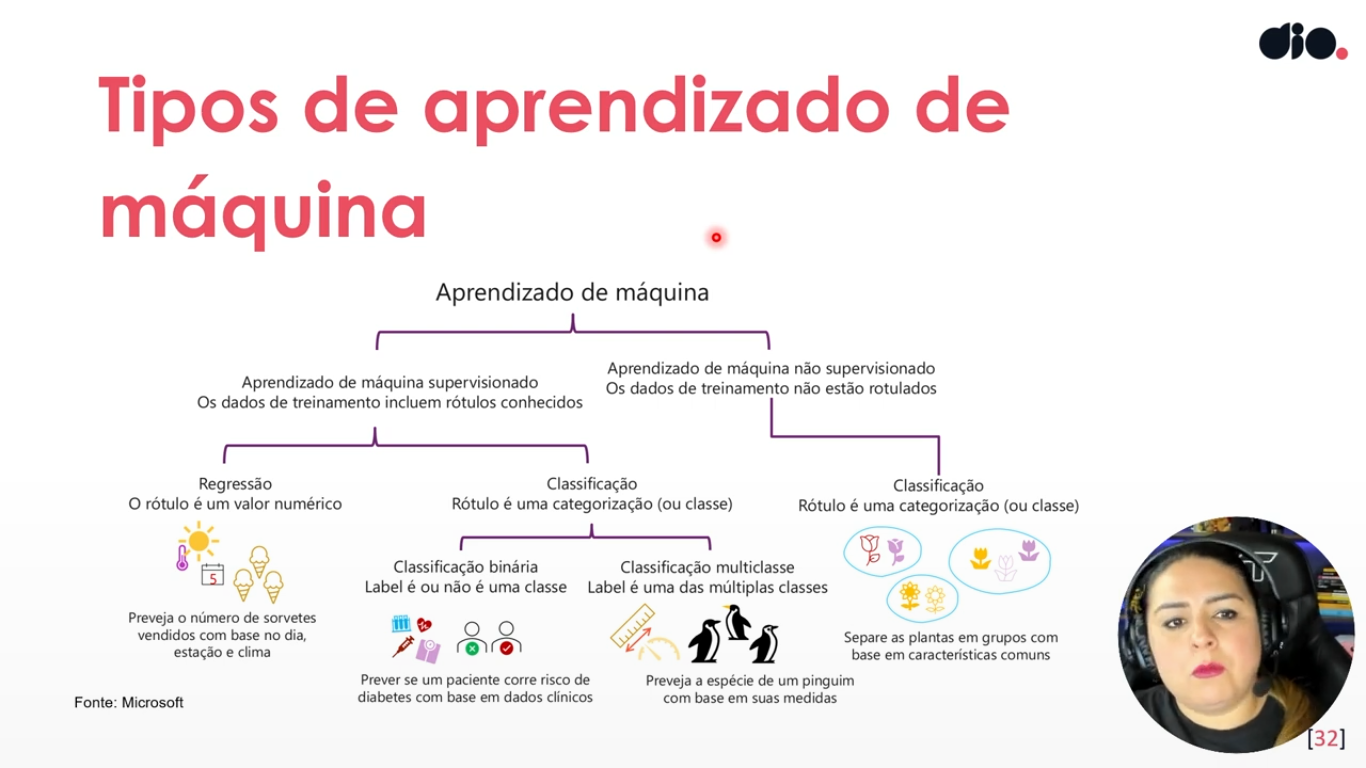 dio.
Tipos de aprendizado de
máquina
Aprendizado de máquina
Aprendizado de máquina supervisionado
Os dados de treinamento incluem rótulos conhecidos
Aprendizado de máquina não supervisionado
Os dados de treinamento não estão rotulados
Regressão
O rótulo é um valor numérico
5
Preveja o número de sorvetes
vendidos com base no dia,
estação e clima
Classificação
Rótulo é uma categorização (ou classe)
Classificação binária
Label é ou não é uma classe
Prever se um paciente corre risco de
diabetes com base em dados clínicos
Classificação multiclasse
Label é uma das múltiplas classes
Preveja a espécie de um pinguim
com base em suas medidas
Classificação
Rótulo é uma categorização (ou classe)
Separe as plantas em grupos com
base em características comuns
Fonte: Microsoft
[32]